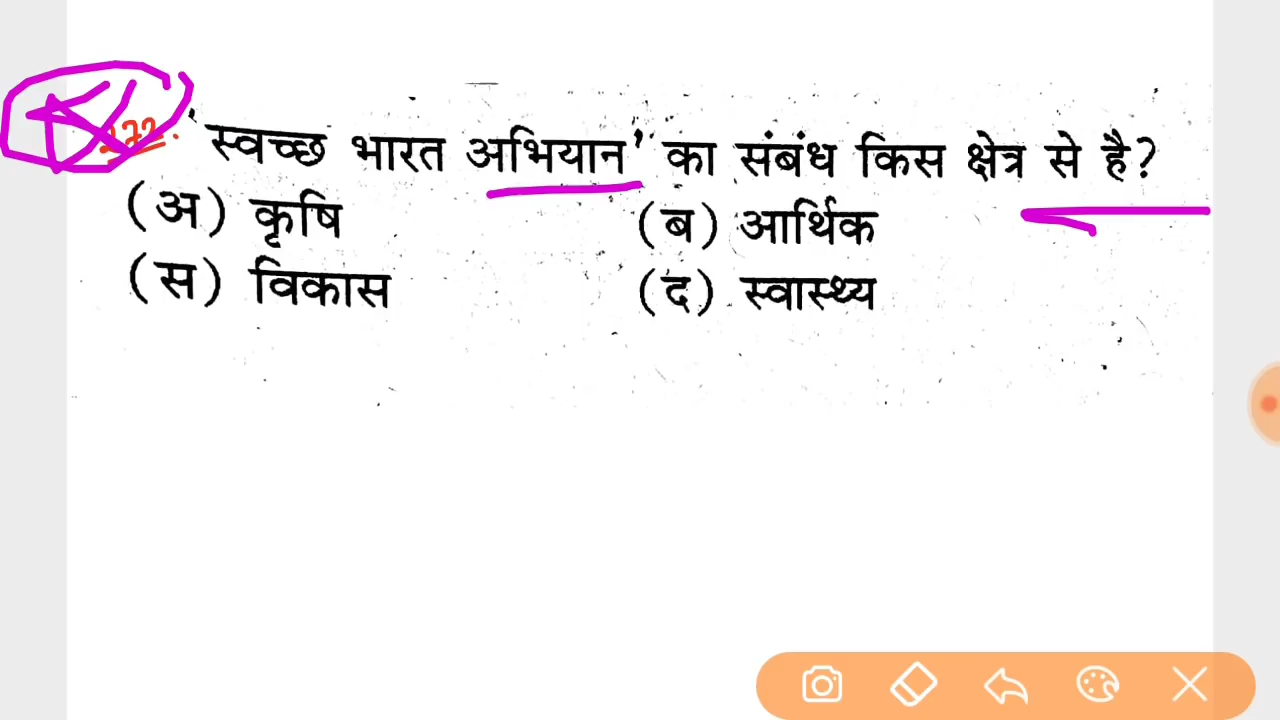 'स्वच्छ भारत अभियान' का संबंध किस क्षेत्र से है?
(अ) कृषि (ब) आर्थिक
(स) विकास (द) स्वास्थ्य